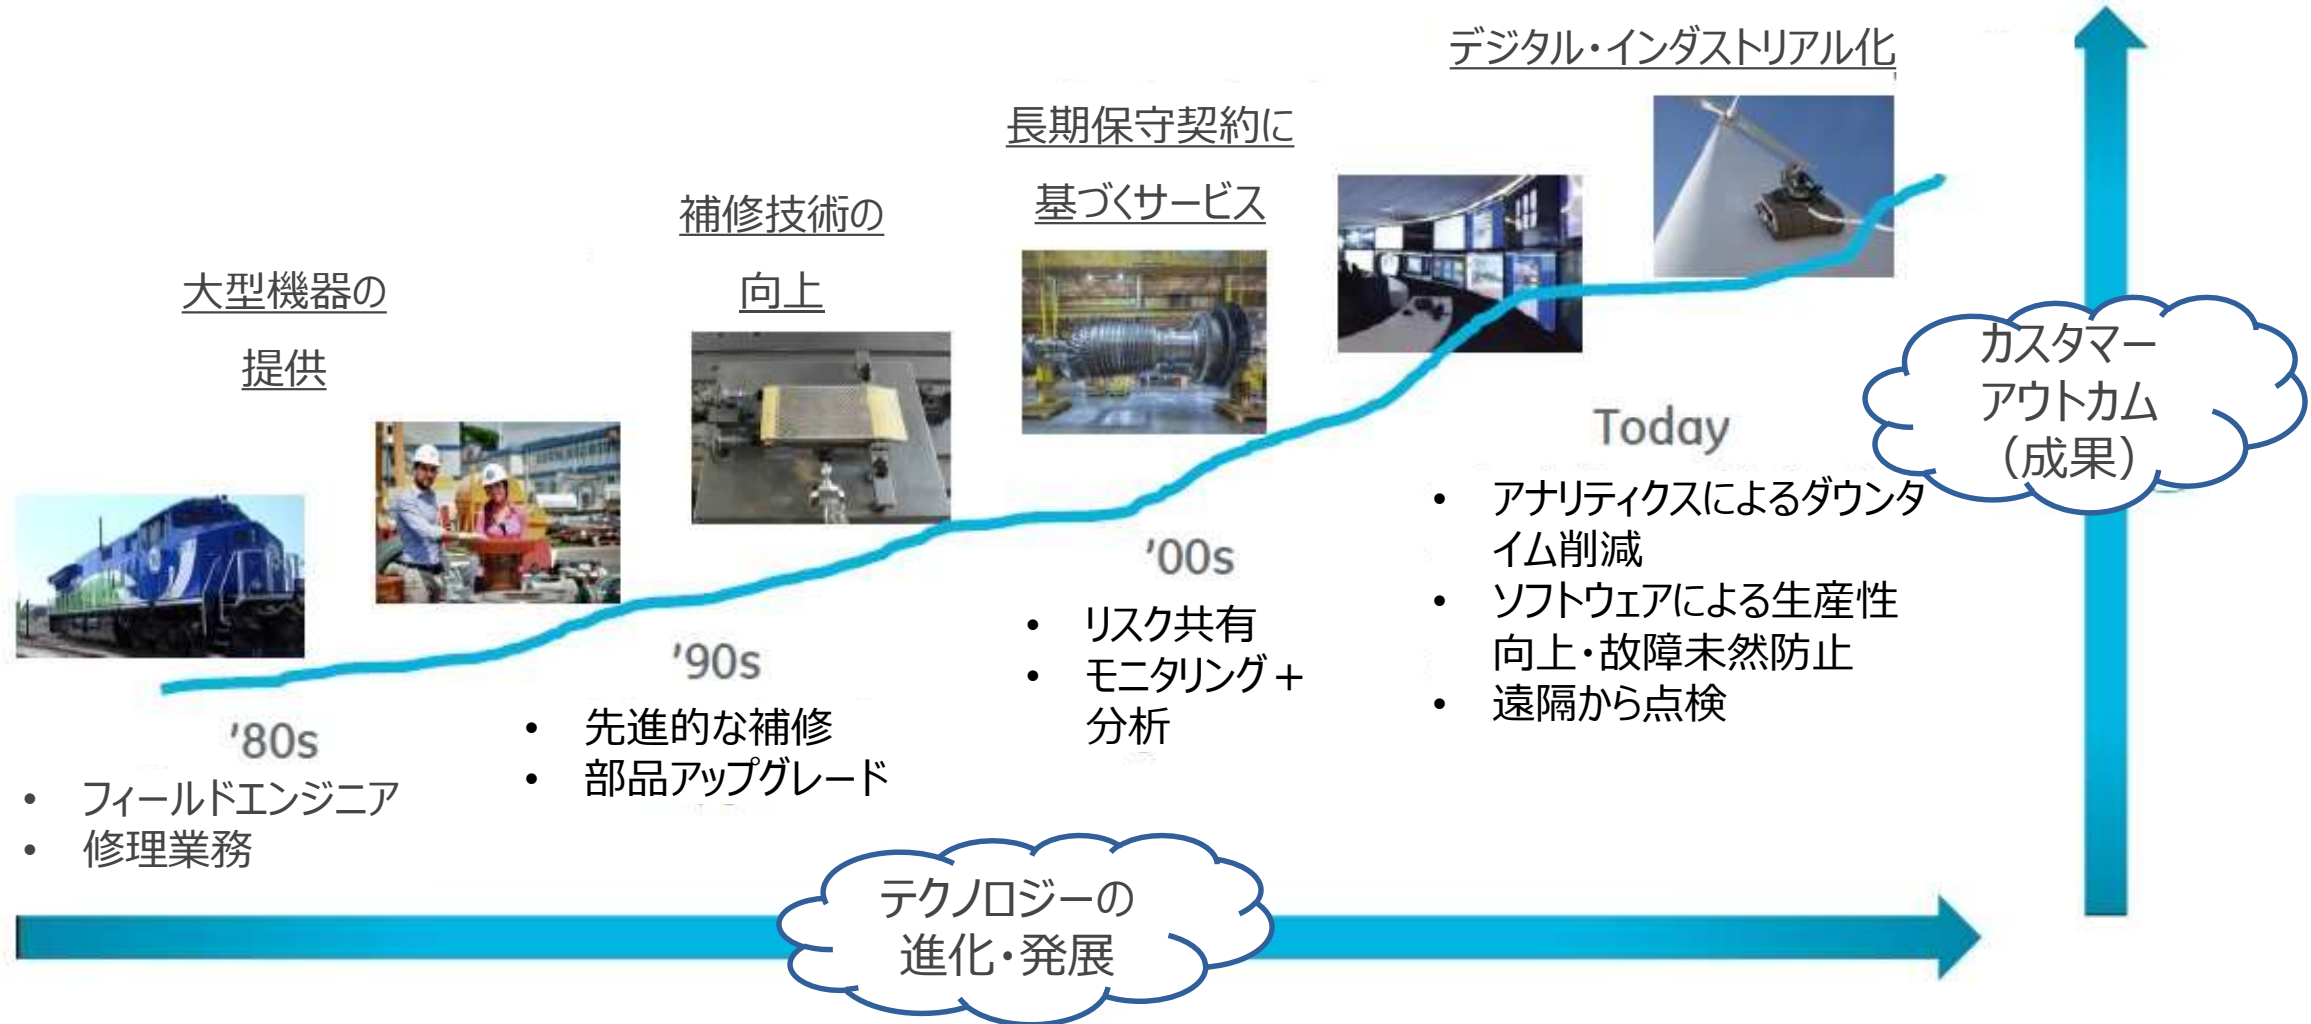 デジタル・インダストリアル化
長期保守契約に
基づくサービス
補修技術の
向上
大型機器の
提供
カスタマー
アウトカム
（成果）
Today
• アナリティクスによるダウンタ
イム削減
• ソフトウェアによる生産性
向上・故障未然防止
• 遠隔から点検
'00s
• リスク共有
• モニタリング＋
分析
'90s
• 先進的な補修
• 部品アップグレード
'80s
• フィールドエンジニア
• 修理業務
テクノロジーの
進化・発展